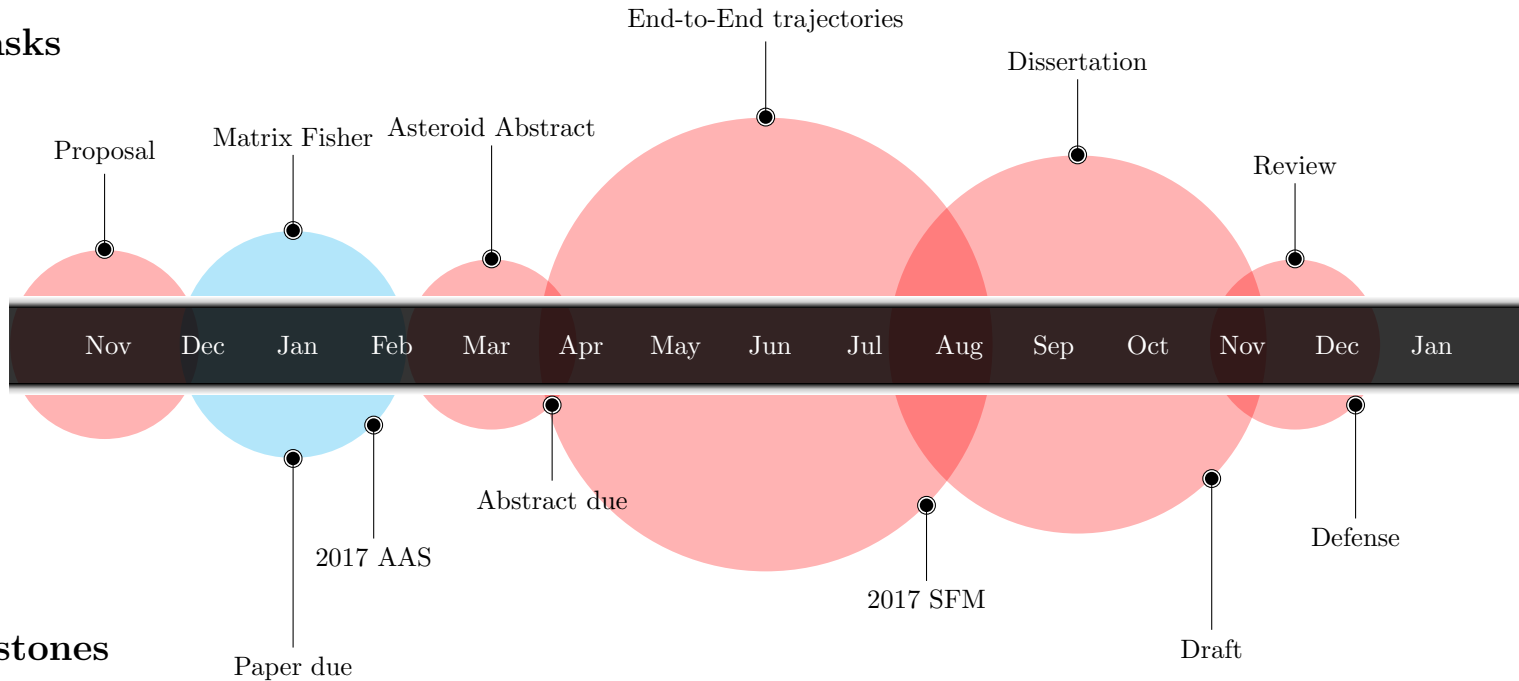 End-to-End trajectories
asks
Dissertation
Matrix Fisher
Asteroid Abstract
Proposal
Review
Nov Dec Jan Feb Mar Apr May Jun Jul Aug Sep Oct Nov Dec Jan
Abstract due
2017 AAS
Defense
2017 SFM
stones
Draft
Paper due